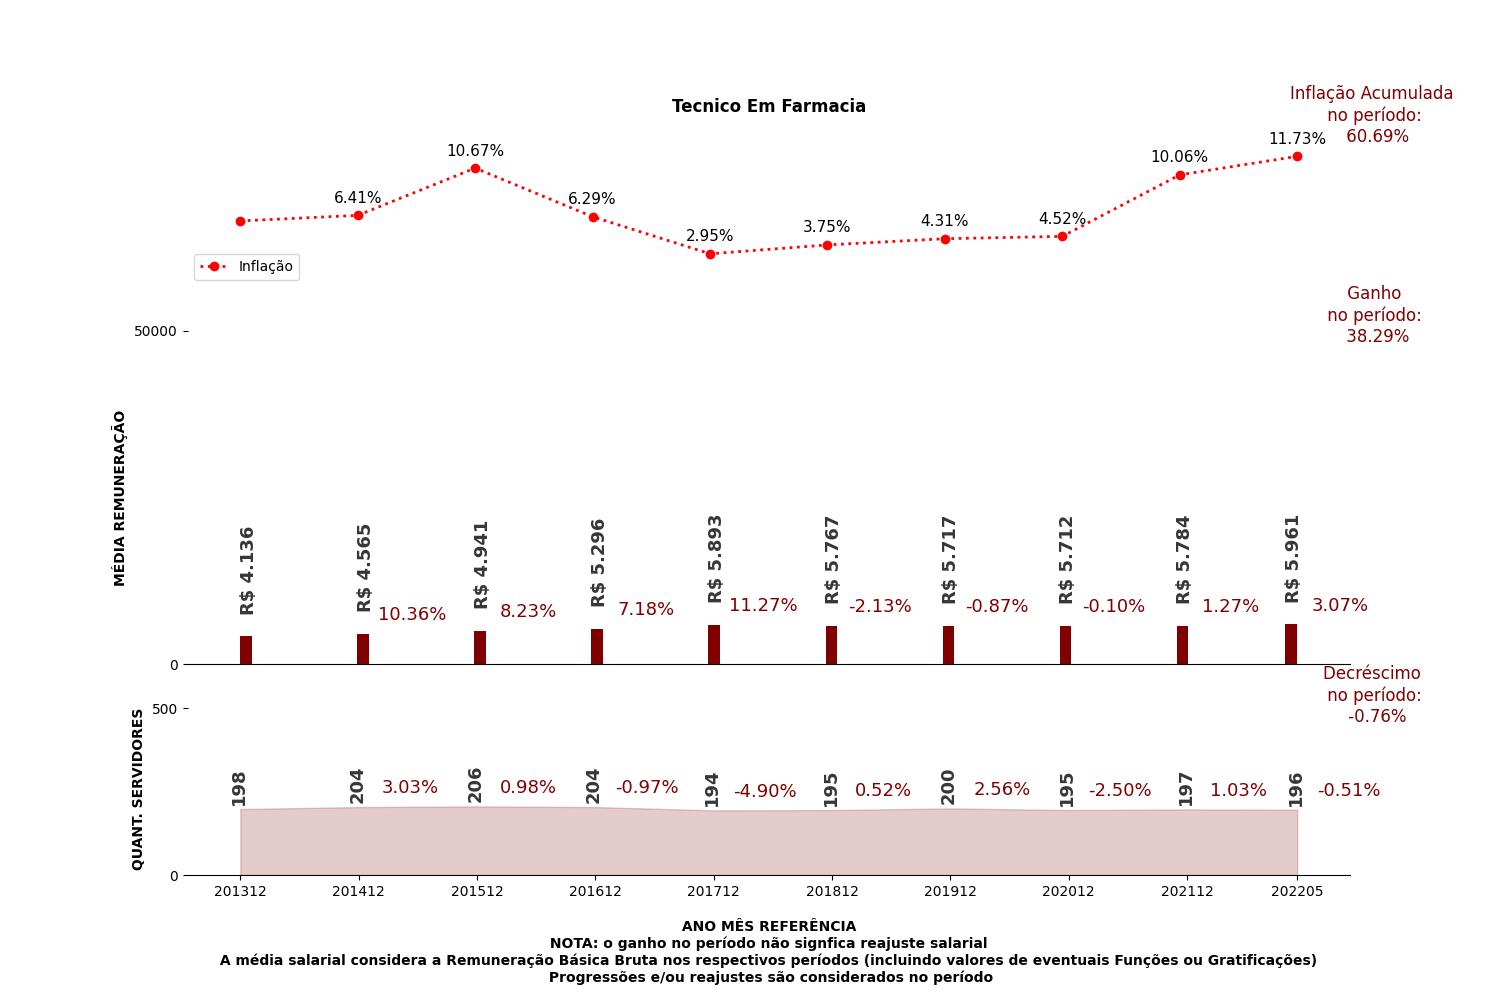 Tecnico Em Farmacia
Inflação Acumulada
no período:
60.69%
6.41%
10.67%
6.29%
2.95%
3.75%
4.31%
4.52%
10.06%
11.73%
Inflação
Ganho
no período:
38.29%
50000
0
MÉDIA REMUNERAÇÃO
R$ 4.136
R$ 4.565
R$ 4.941
R$ 5.296
R$ 5.893
R$ 5.767
R$ 5.717
R$ 5.712
R$ 5.784
R$ 5.961
10.36%
8.23%
7.18%
11.27%
-2.13%
-0.87%
-0.10%
1.27%
3.07%
Decréscimo
no período:
-0.76%
500
0
QUANT. SERVIDORES
198
204
206
204
194
195
200
195
197
196
3.03%
0.98%
-0.97%
-4.90%
0.52%
2.56%
-2.50%
1.03%
-0.51%
201312
201412
201512
201612
201712
201812
201912
202012
202112
202205
ANO MÊS REFERÊNCIA
NOTA: o ganho no período não signfica reajuste salarial
A média salarial considera a Remuneração Básica Bruta nos respectivos períodos (incluindo valores de eventuais Funções ou Gratificações)
Progressões e/ou reajustes são considerados no período